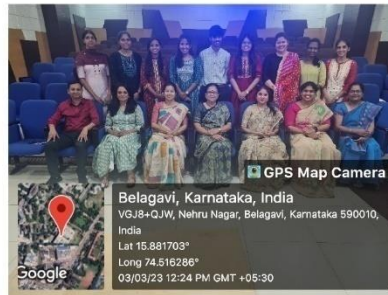 GPS Map Camera
Belagavi, Karnataka, India
VGJ8+QJW, Nehru Nagar, Belagavi, Karnataka 590010,
India
Lat 15.881703°
Long 74.516286°
03/03/23 12:24 PM GMT +05:30
Google